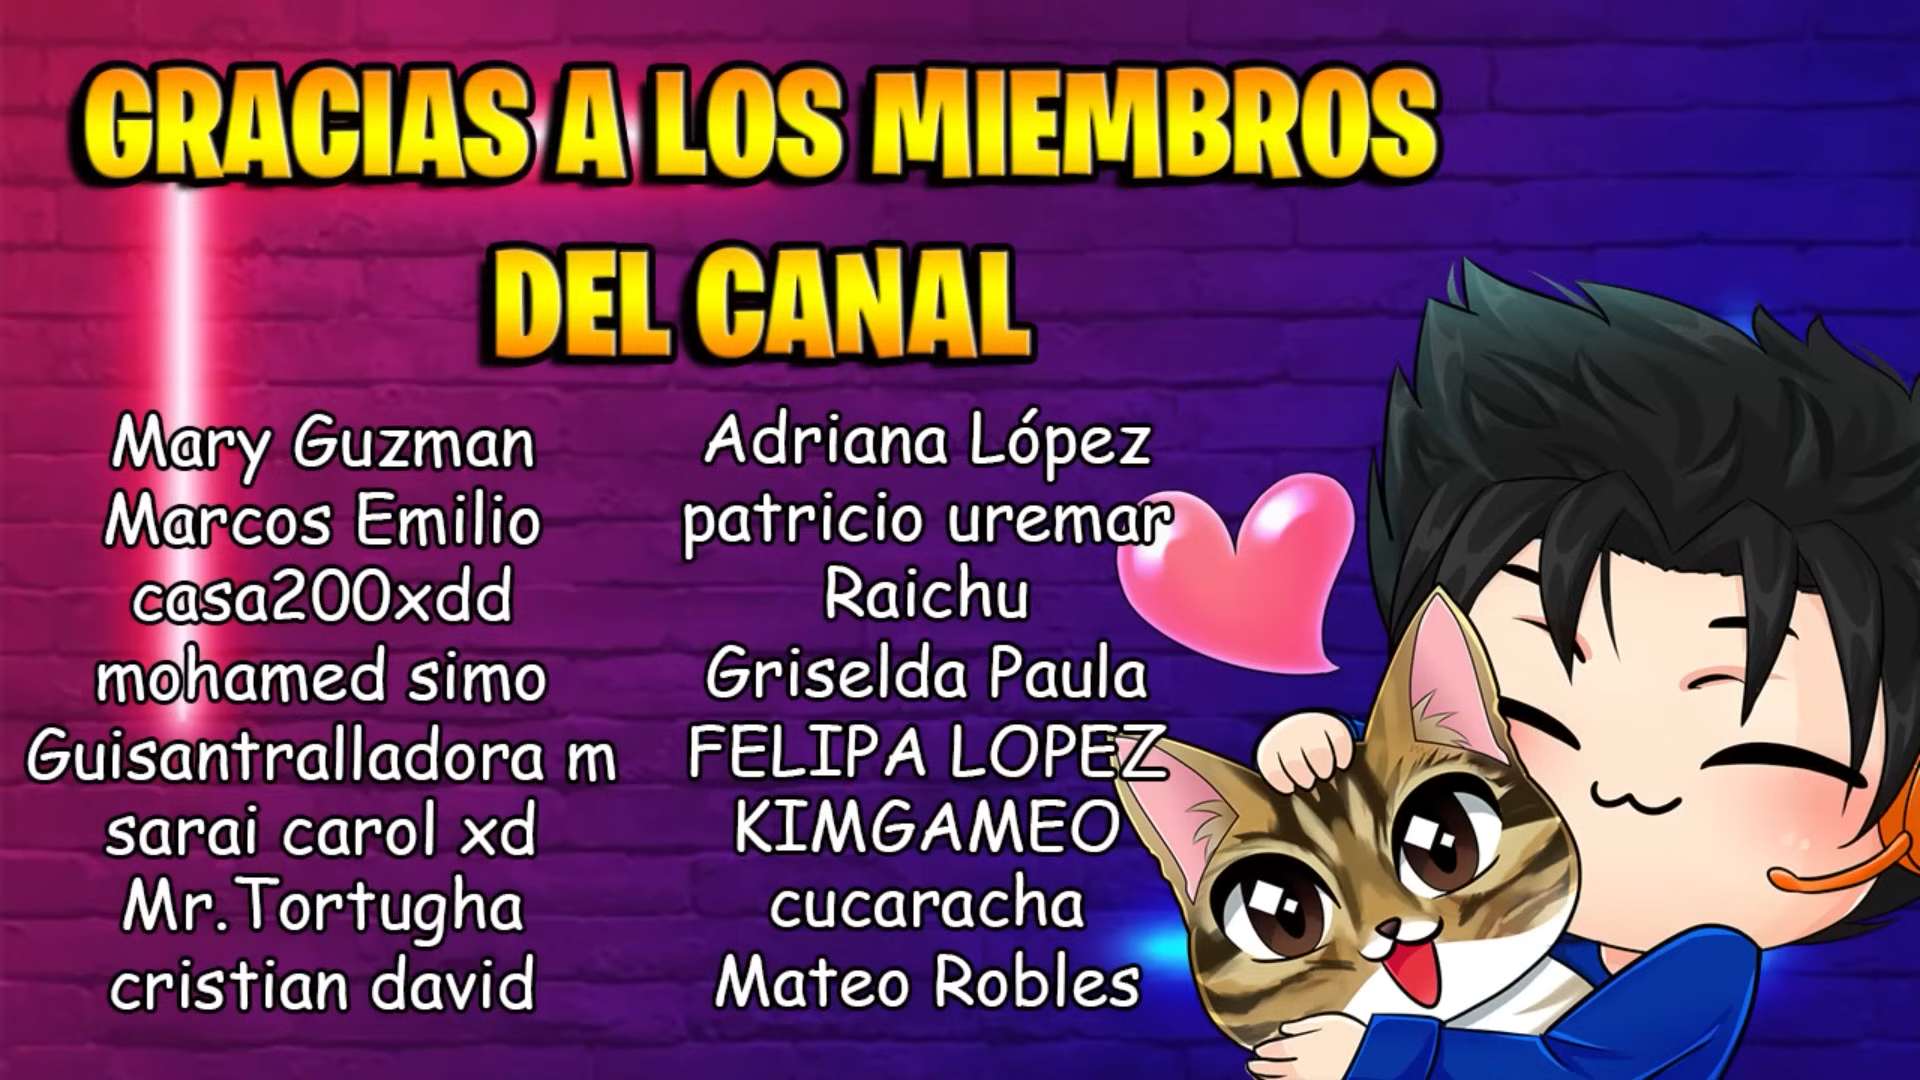 GRACIAS A LOS MIEMBROS
DEL CANAL
Mary Guzman
Marcos Emilio
casa200xdd
mohamed simo
Guisantralladora m
sarai carol xd
Mr.Tortugha
cristian david
Adriana López
patricio uremar
Raichu
Griselda Paula
FELIPA LOPEZ
KIMGAMEO
cucaracha
Mateo Robles